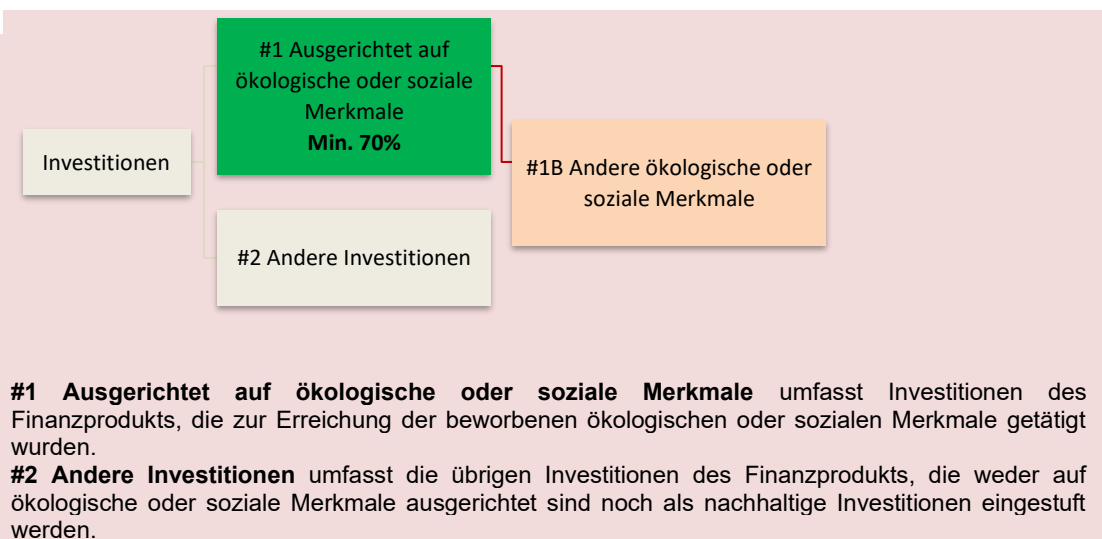 #1 Ausgerichtet auf
ökologische oder soziale
Merkmale
Min. 70%
Investitionen
#1B Andere ökologische oder
soziale Merkmale
#2 Andere Investitionen
#1 Ausgerichtet auf ökologische oder soziale Merkmale umfasst Investitionen des
Finanzprodukts, die zur Erreichung der beworbenen ökologischen oder sozialen Merkmale getätigt
wurden.
#2 Andere Investitionen umfasst die übrigen Investitionen des Finanzprodukts, die weder auf
ökologische oder soziale Merkmale ausgerichtet sind noch als nachhaltige Investitionen eingestuft
werden.